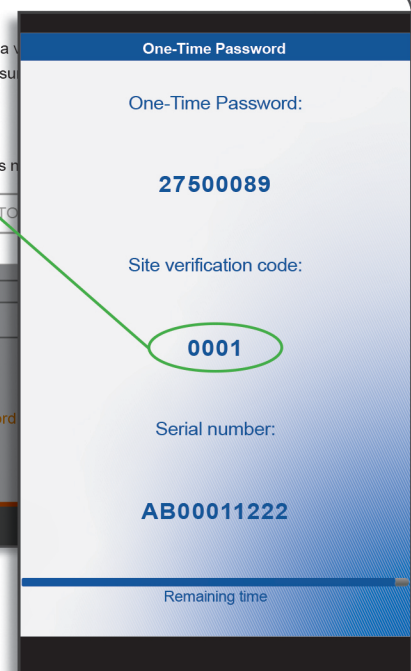 One-Time Password
One-Time Password:
27500089
Site verification code:
0001
Serial number:
AB00011222
Remaining time